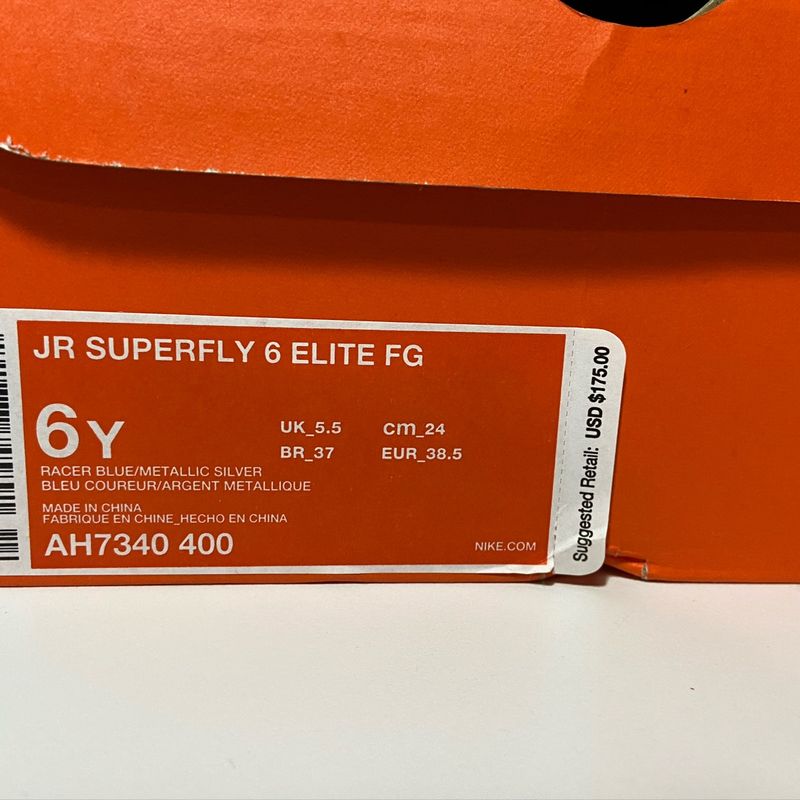 JR SUPERFLY 6 ELITE FG
6Y
UK_5.5 cm_24
BR_37 EUR_38.5
RACER BLUE/METALLIC SILVER
BLEU COUREUR/ARGENT METALLIQUE
MADE IN CHINA
FABRIQUE EN CHINE_HECHO EN CHINA
AH7340 400
NIKE.COM
Suggested Retail: USD $175.00